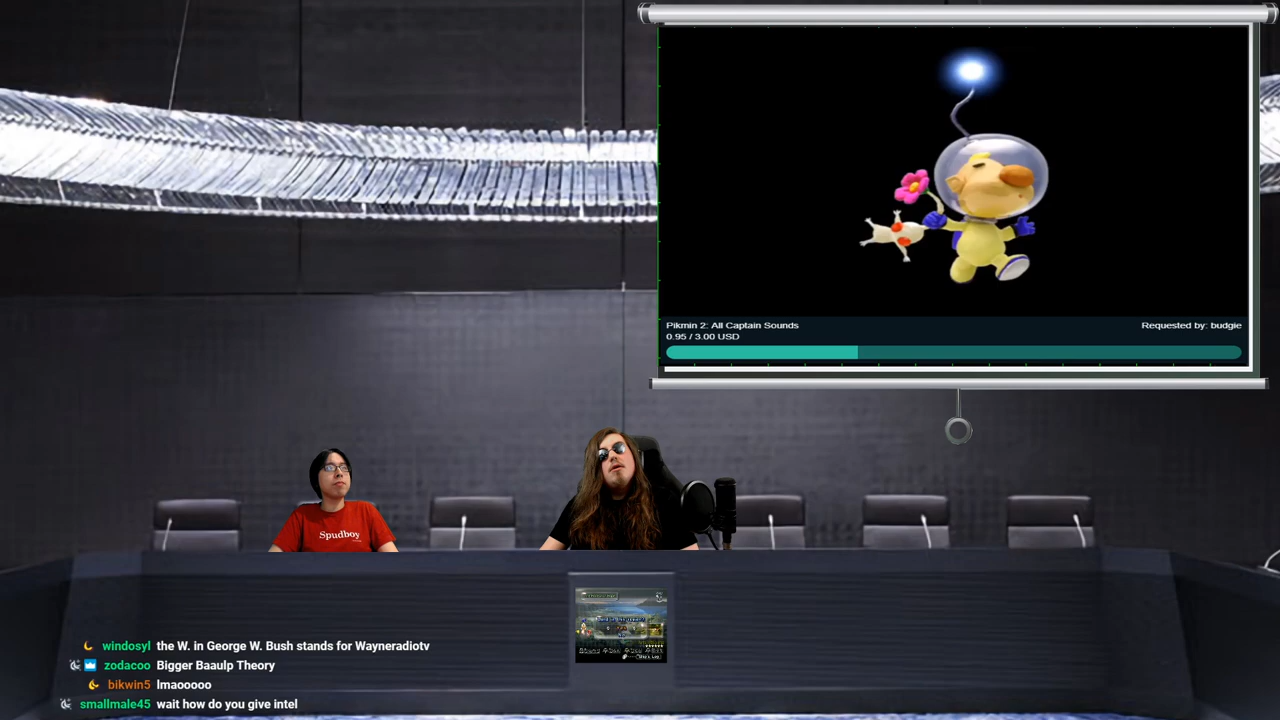 Pikmin 2: All Captain Sounds
Requested by: budgie
0.95 / 3.00 USD
Spudboy
windosyl the W. in George W. Bush stands for Wayneradiotv
zodacoo Bigger Baaulp Theory
bikwin5 lmaooooo
smallmale45 wait how do you give intel